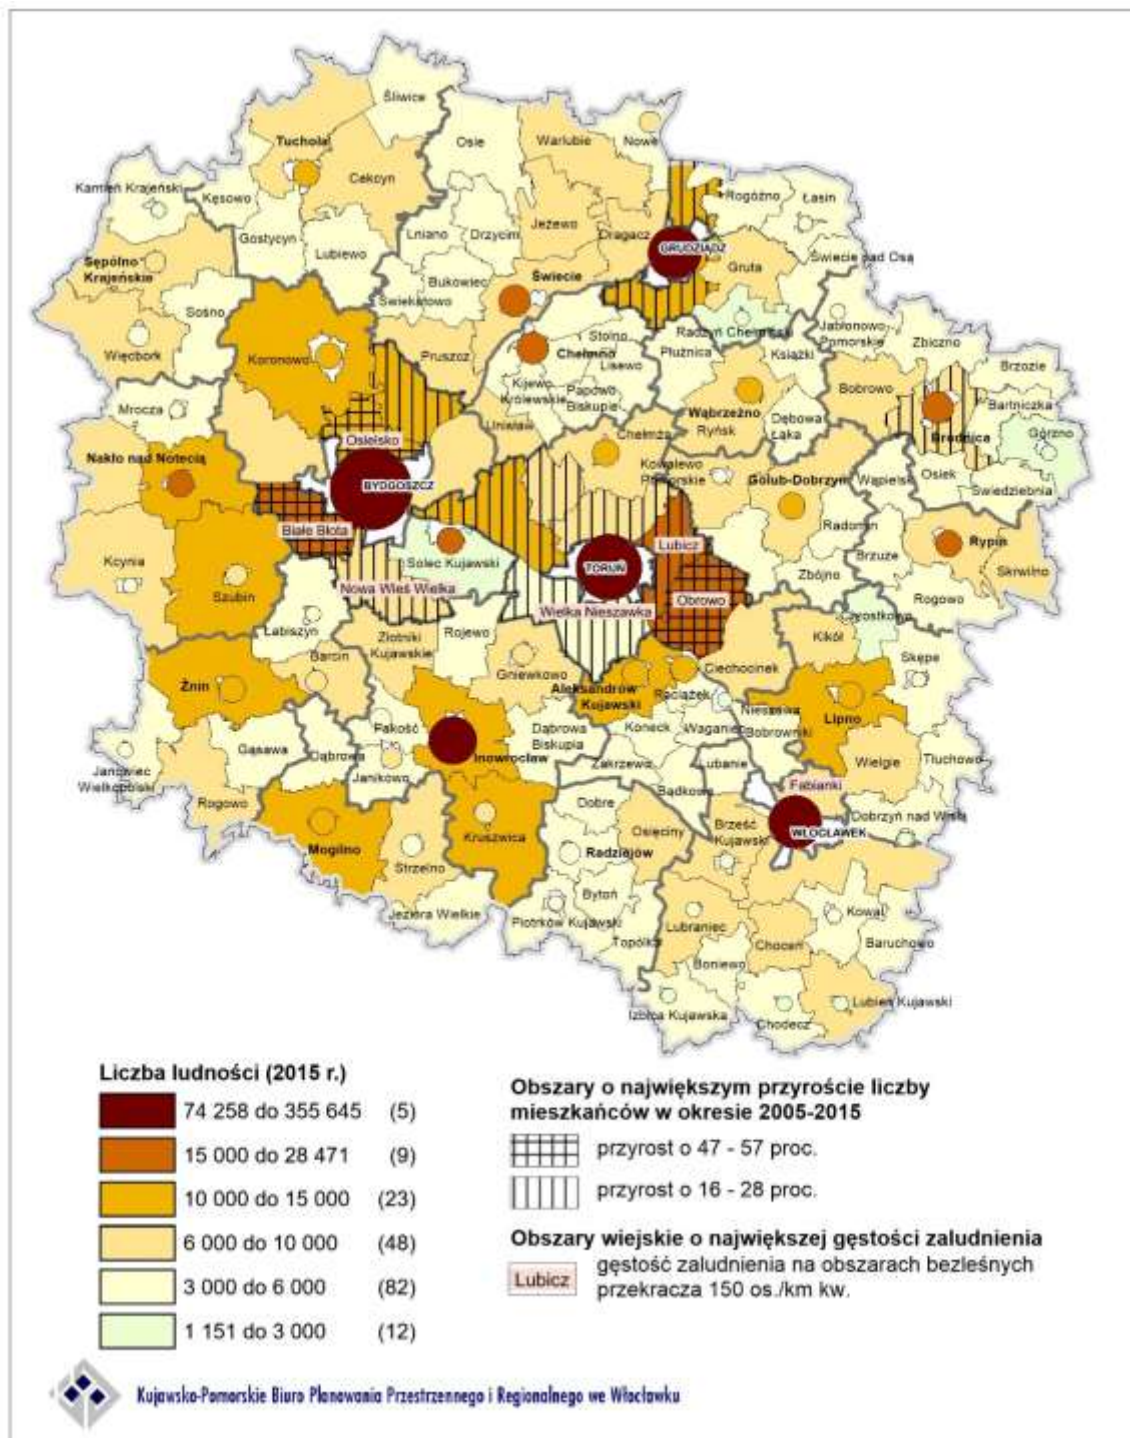 Śliwice
Osie
Warlubie
Nowe
Tuchola
Cekcyn
Kamień Krajeński
Kęsowo
Rogóźno
Łasin
Gostycyn
Lubiewo
Lniano
Drzycim
Jeżewo
Dragacz
GRUDZIĄDZ
Gruta
Świecie nad Osą
Sępólno
Krajeńskie
Sośno
Bukowiec
Świekatowo
Świecie
Radzyń Chełmiński
Jabłonowo
Pomorskie
Zbiczno
Więcbork
Koronowo
Pruszcz
Stolno
Chełmno
Lisewo
Płużnica
Książki
Brzozie
Mrocza
Kijewo
Królewskie
Papowo
Biskupie
Wąbrzeźno
Ryńsk
Dębowa
Łąka
Bobrowo
Bartniczka
Brodnica
Górzno
Osielsko
Unisław
Chełmża
Nakło nad Notecią
BYDGOSZCZ
Kowalewo
Pomorskie
Golub-Dobrzyń
Wąpielsk
Osiek
Świedziebnia
Białe Błota
Lubicz
Radomin
Rypin
Kcynia
Solec Kujawski
TORUŃ
Zbójno
Brzuze
Skrwilno
Szubin
Nowa Wieś Wielka
Wielka Nieszawka
Obrowo
Rogowo
Łabiszyn
Złotniki
Kujawskie
Rojewo
Czostkowo
Kikół
Barcin
Gniewkowo
Ciechocinek
Skępe
Żnin
Aleksandrów
Kujawski
Raciążek
Pakość
Dąbrowa
Biskupia
Koneck
Waganiec
Nieszawa
Bobrowniki
Lipno
Gąsawa
Dąbrowa
Inowrocław
Janikowo
Zakrzewo
Lubanie
Wielgie
Tłuchowo
Janowiec
Wielkopolski
Bądkowo
Fabianki
Rogowo
Dobre
Dobrzyń nad Wisłą
Mogilno
Kruszwica
Osięciny
Brześć
Kujawski
WŁOCŁAWEK
Strzelno
Radziejów
Jeziora Wielkie
Bytoń
Piotrków Kujawski
Topólka
Lubraniec
Kowal
Choceń
Baruchowo
Boniewo
Izbica Kujawska
Chodecz
Lubień Kujawski
Liczba ludności (2015 r.)
74 258 do 355 645 (5)
15 000 do 28 471 (9)
10 000 do 15 000 (23)
6 000 do 10 000 (48)
3 000 do 6 000 (82)
1 151 do 3 000 (12)
Obszary o największym przyroście liczby
mieszkańców w okresie 2005-2015
przyrost o 47 - 57 proc.
przyrost o 16 - 28 proc.
Obszary wiejskie o największej gęstości zaludnienia
Lubicz
gęstość zaludnienia na obszarach bezleśnych
przekracza 150 os./km kw.
Kujawsko-Pomorskie Biuro Planowania Przestrzennego i Regionalnego we Włocławku